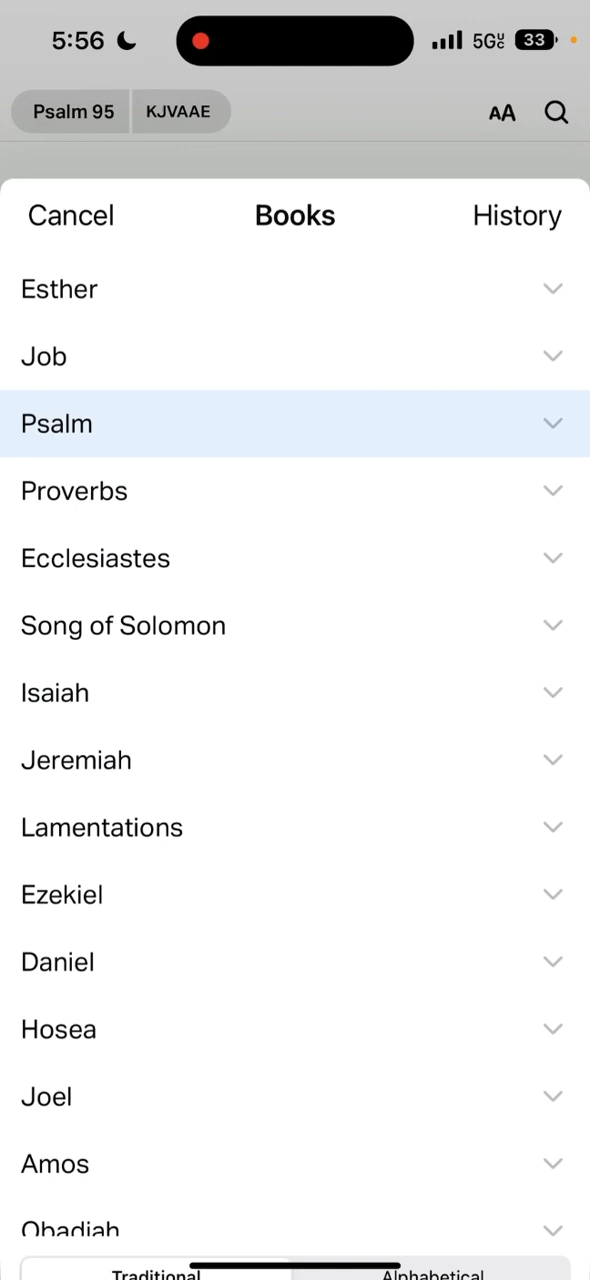 5:56
5G
33
Psalm 95
KJVAAE
AA
Cancel
Books
History
Esther
Job
Psalm
Proverbs
Ecclesiastes
Song of Solomon
Isaiah
Jeremiah
Lamentations
Ezekiel
Daniel
Hosea
Joel
Amos
Obadiah
Traditional
Alphabetical